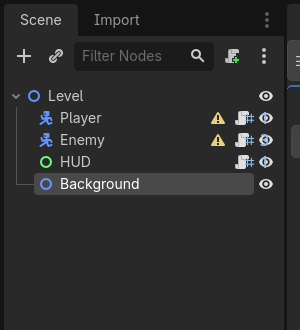 Scene Import
Filter Nodes
Level
Player
Enemy
HUD
Background